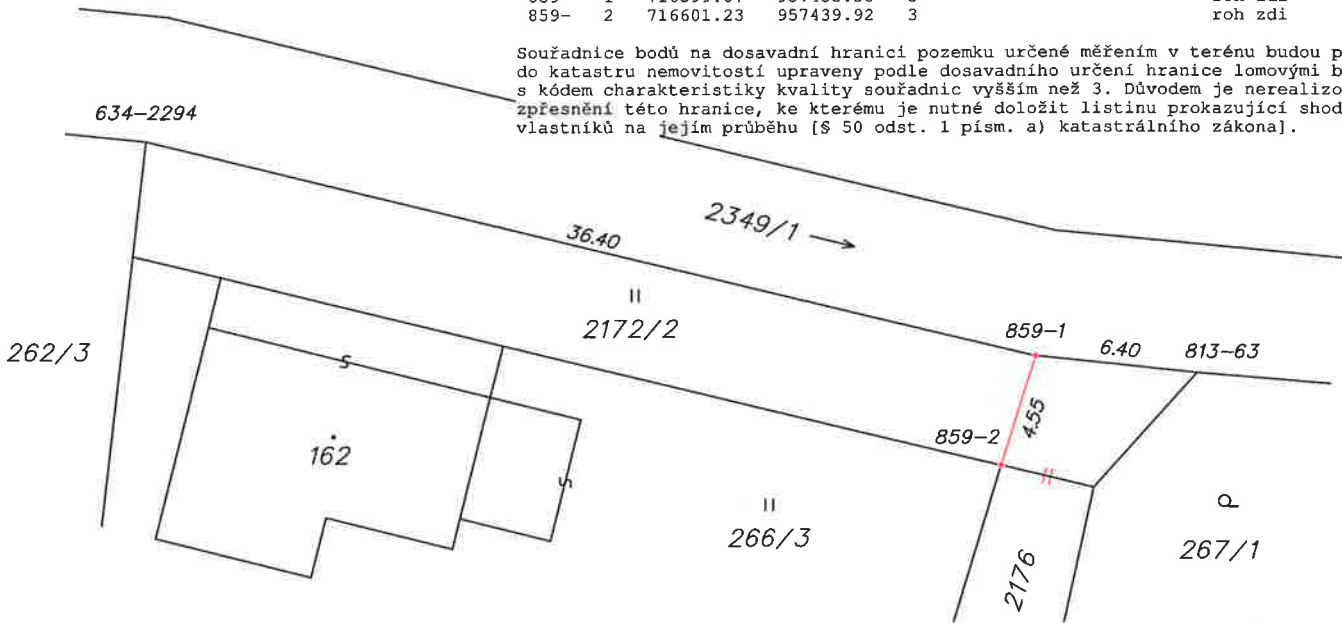 859- 2 716601.23 957439.92 3 roh zdi
Souřadnice bodů na dosavadní hranici pozemku určené měřením v terénu budou p
do katastru nemovitostí upraveny podle dosavadního určení hranice lomovými b
s kódem charakteristiky kvality souřadnic vyšším než 3. Důvodem je nerealizo
zpřesnění této hranice, ke kterému je nutné doložit listinu prokazující shod
vlastníků na jejím průběhu [§ 50 odst. 1 písm. a) katastrálního zákona].
634-2294
2349/1
36.40
2172/2
859-1
6.40
813-63
262/3
4.55
859-2
162
266/3
267/1
2176